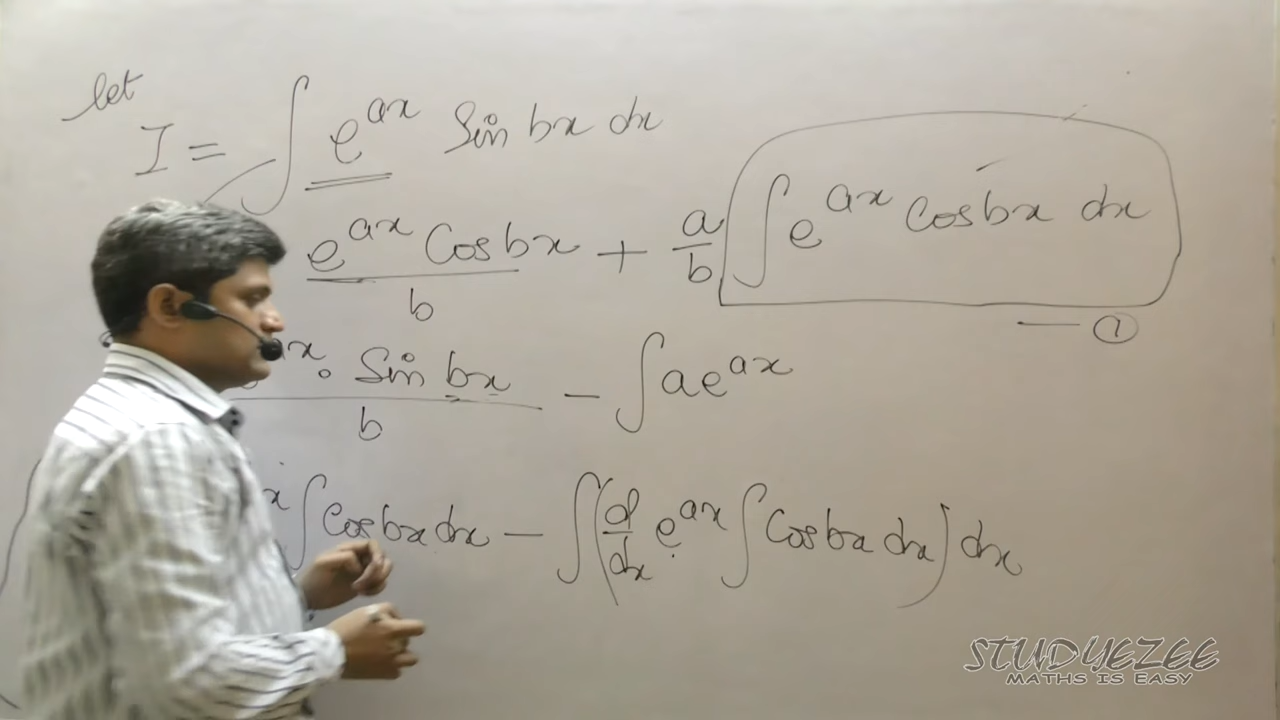 let
I = ∫ e^{ax} Sin bx dx
e^{ax} Cos bx / b + a/b ∫ e^{ax} Cos bx dx
— ①
x . Sin bx / b - ∫ a e^{ax}
x ∫ Cos bx dx - ∫ ( d/dx e^{ax} ∫ Cos bx dx ) dx
STUDYEZEE
MATHS IS EASY